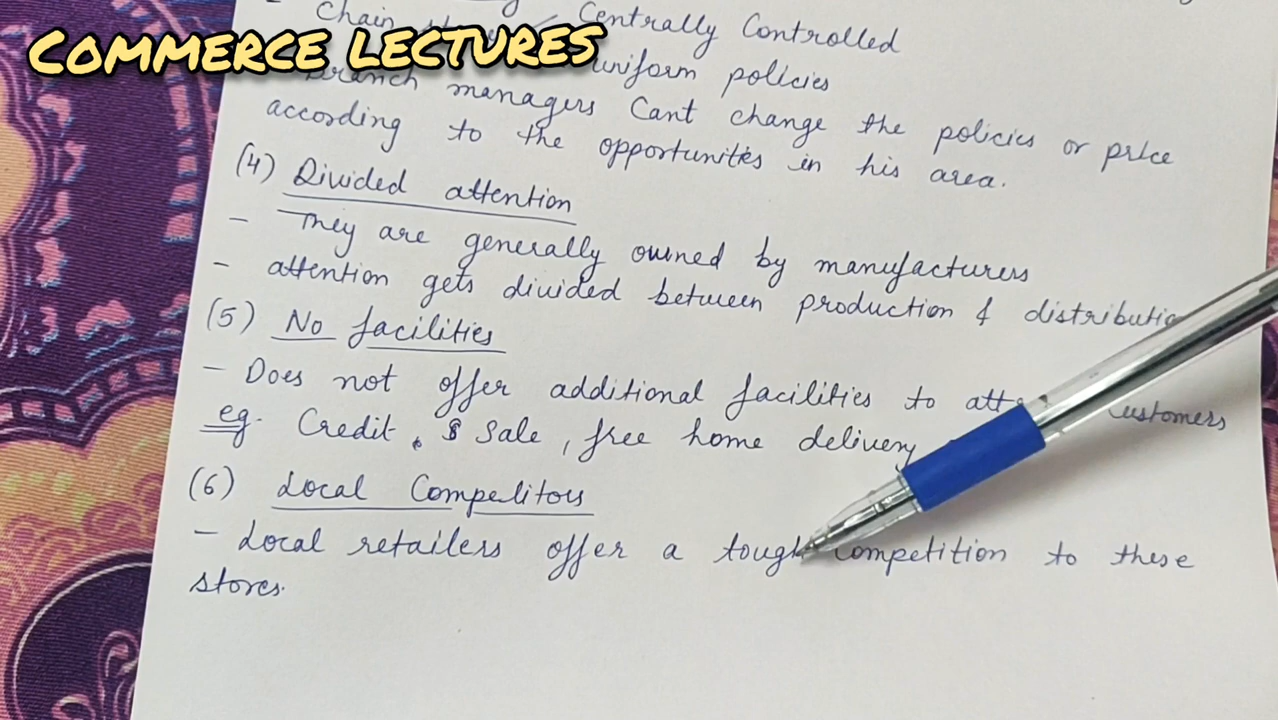 COMMERCE LECTURES
Chain Centrally Controlled
uniform policies
Branch managers Cant change the policies or price
according to the opportunities in his area.
(4) Divided attention
- They are generally owned by manufacturers
- attention gets divided between production & distribution
(5) No facilities
- Does not offer additional facilities to customers
eg. Credit Sale, free home delivery
(6) Local Competitors
- Local retailers offer a tough competition to these
stores.